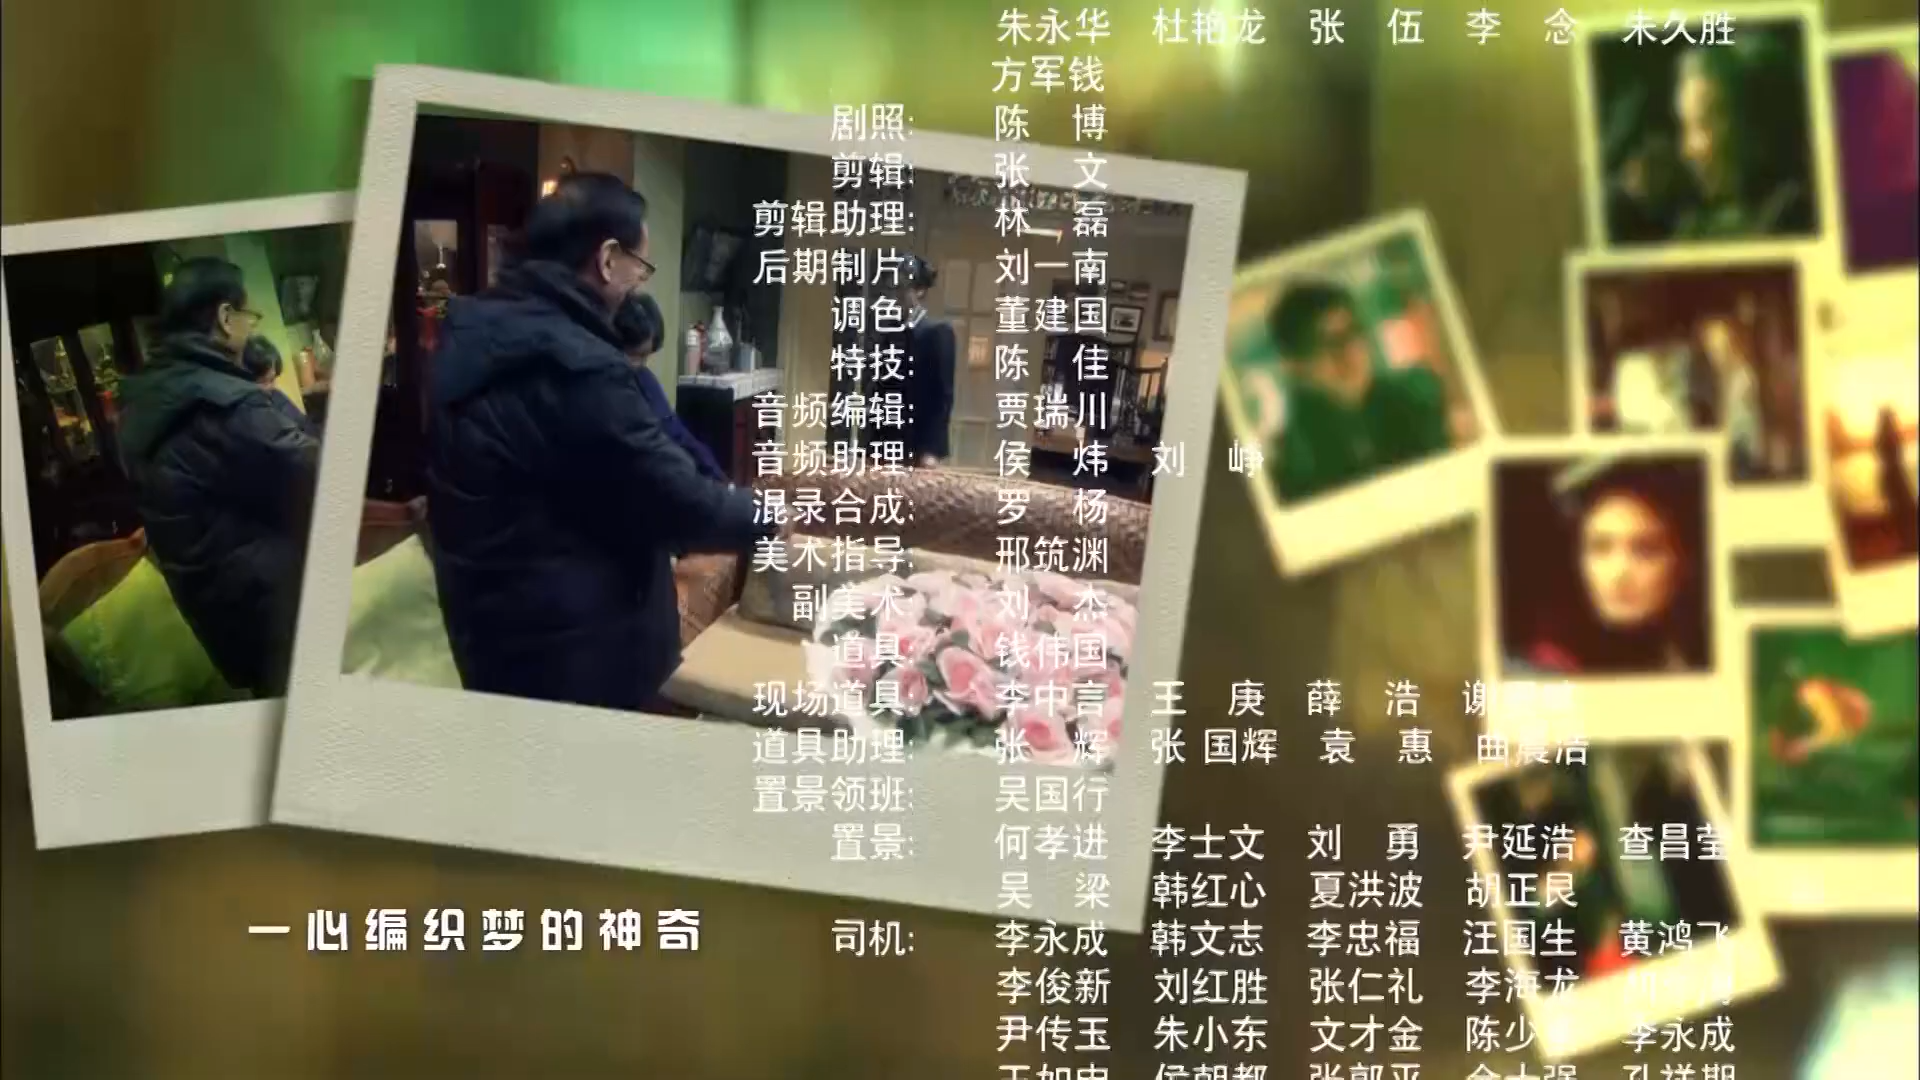 朱永华 杜艳龙 张 伍 李 念 朱久胜
方军钱
剧照: 陈 博
剪辑: 张 文
剪辑助理: 林 磊
后期制片: 刘一南
调色: 董建国
特技: 陈 佳
音频编辑: 贾瑞川
音频助理: 侯 炜 刘 峥
混录合成: 罗 杨
美术指导: 邢筑渊
副美术: 刘 杰
道具: 钱伟国
现场道具: 李中言 王 庚 薛 浩 谢
道具助理: 张 辉 张 国辉 袁 惠 曲晨洁
置景领班: 吴国行
置景: 何孝进 李士文 刘 勇 尹延浩 查昌莹
吴 梁 韩红心 夏洪波 胡正艮
一心编织梦的神奇
司机: 李永成 韩文志 李忠福 汪国生 黄鸿飞
李俊新 刘红胜 张仁礼 李海龙
尹传玉 朱小东 文才金 陈少 李永成